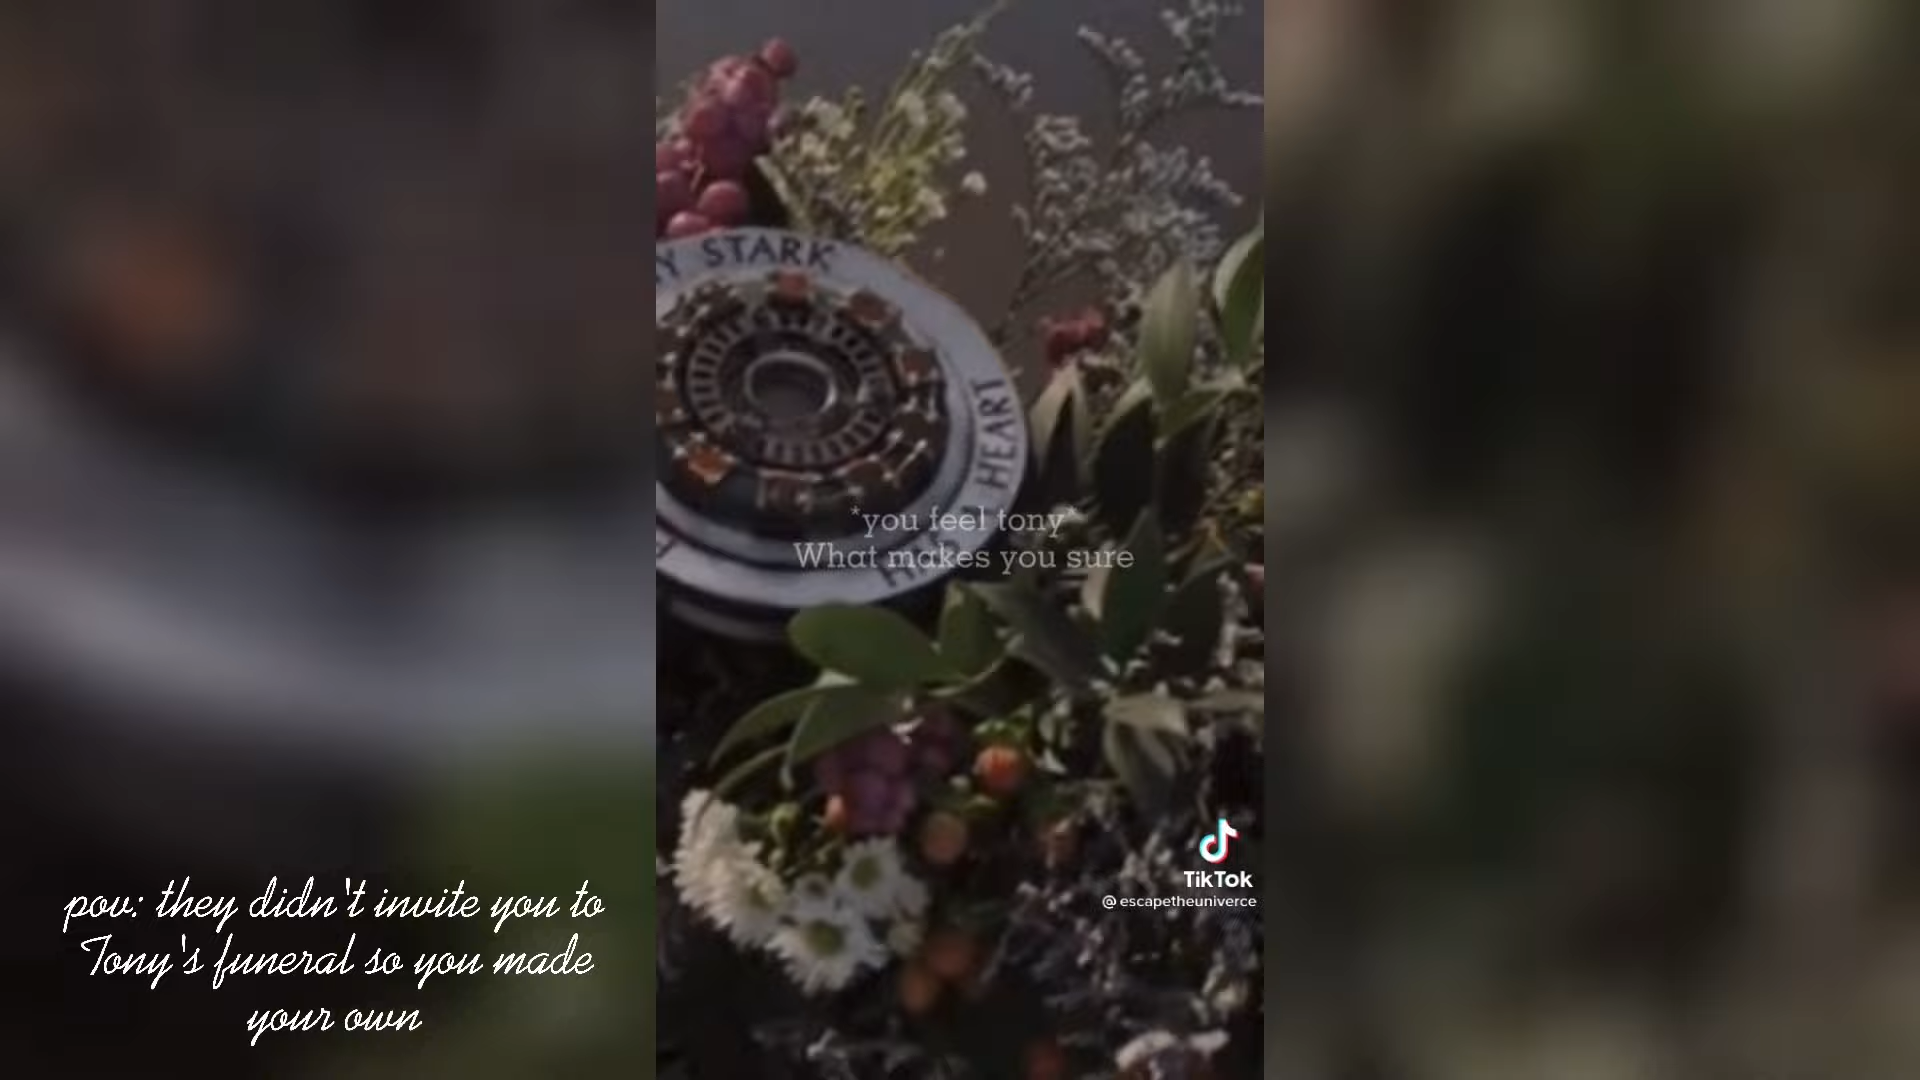 Y STARK
HEART
HAS A
*you feel tony*
What makes you sure
TikTok
@ escapetheuniverce
pov: they didn't invite you to
Tony's funeral so you made
your own